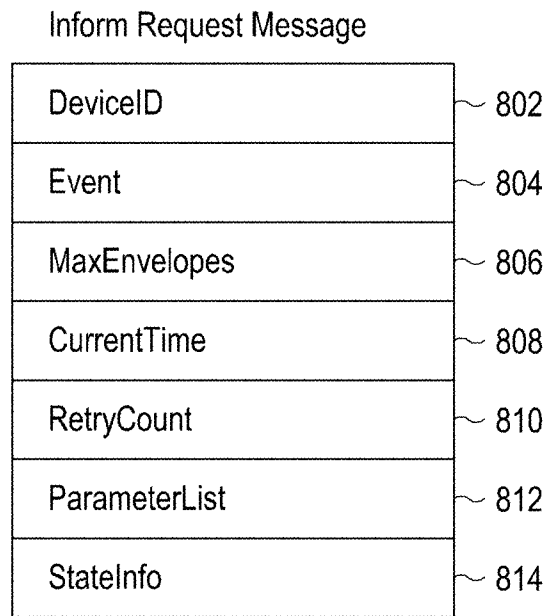 Inform Request Message
DeviceID 802
Event 804
MaxEnvelopes 806
CurrentTime 808
RetryCount 810
ParameterList 812
StateInfo 814